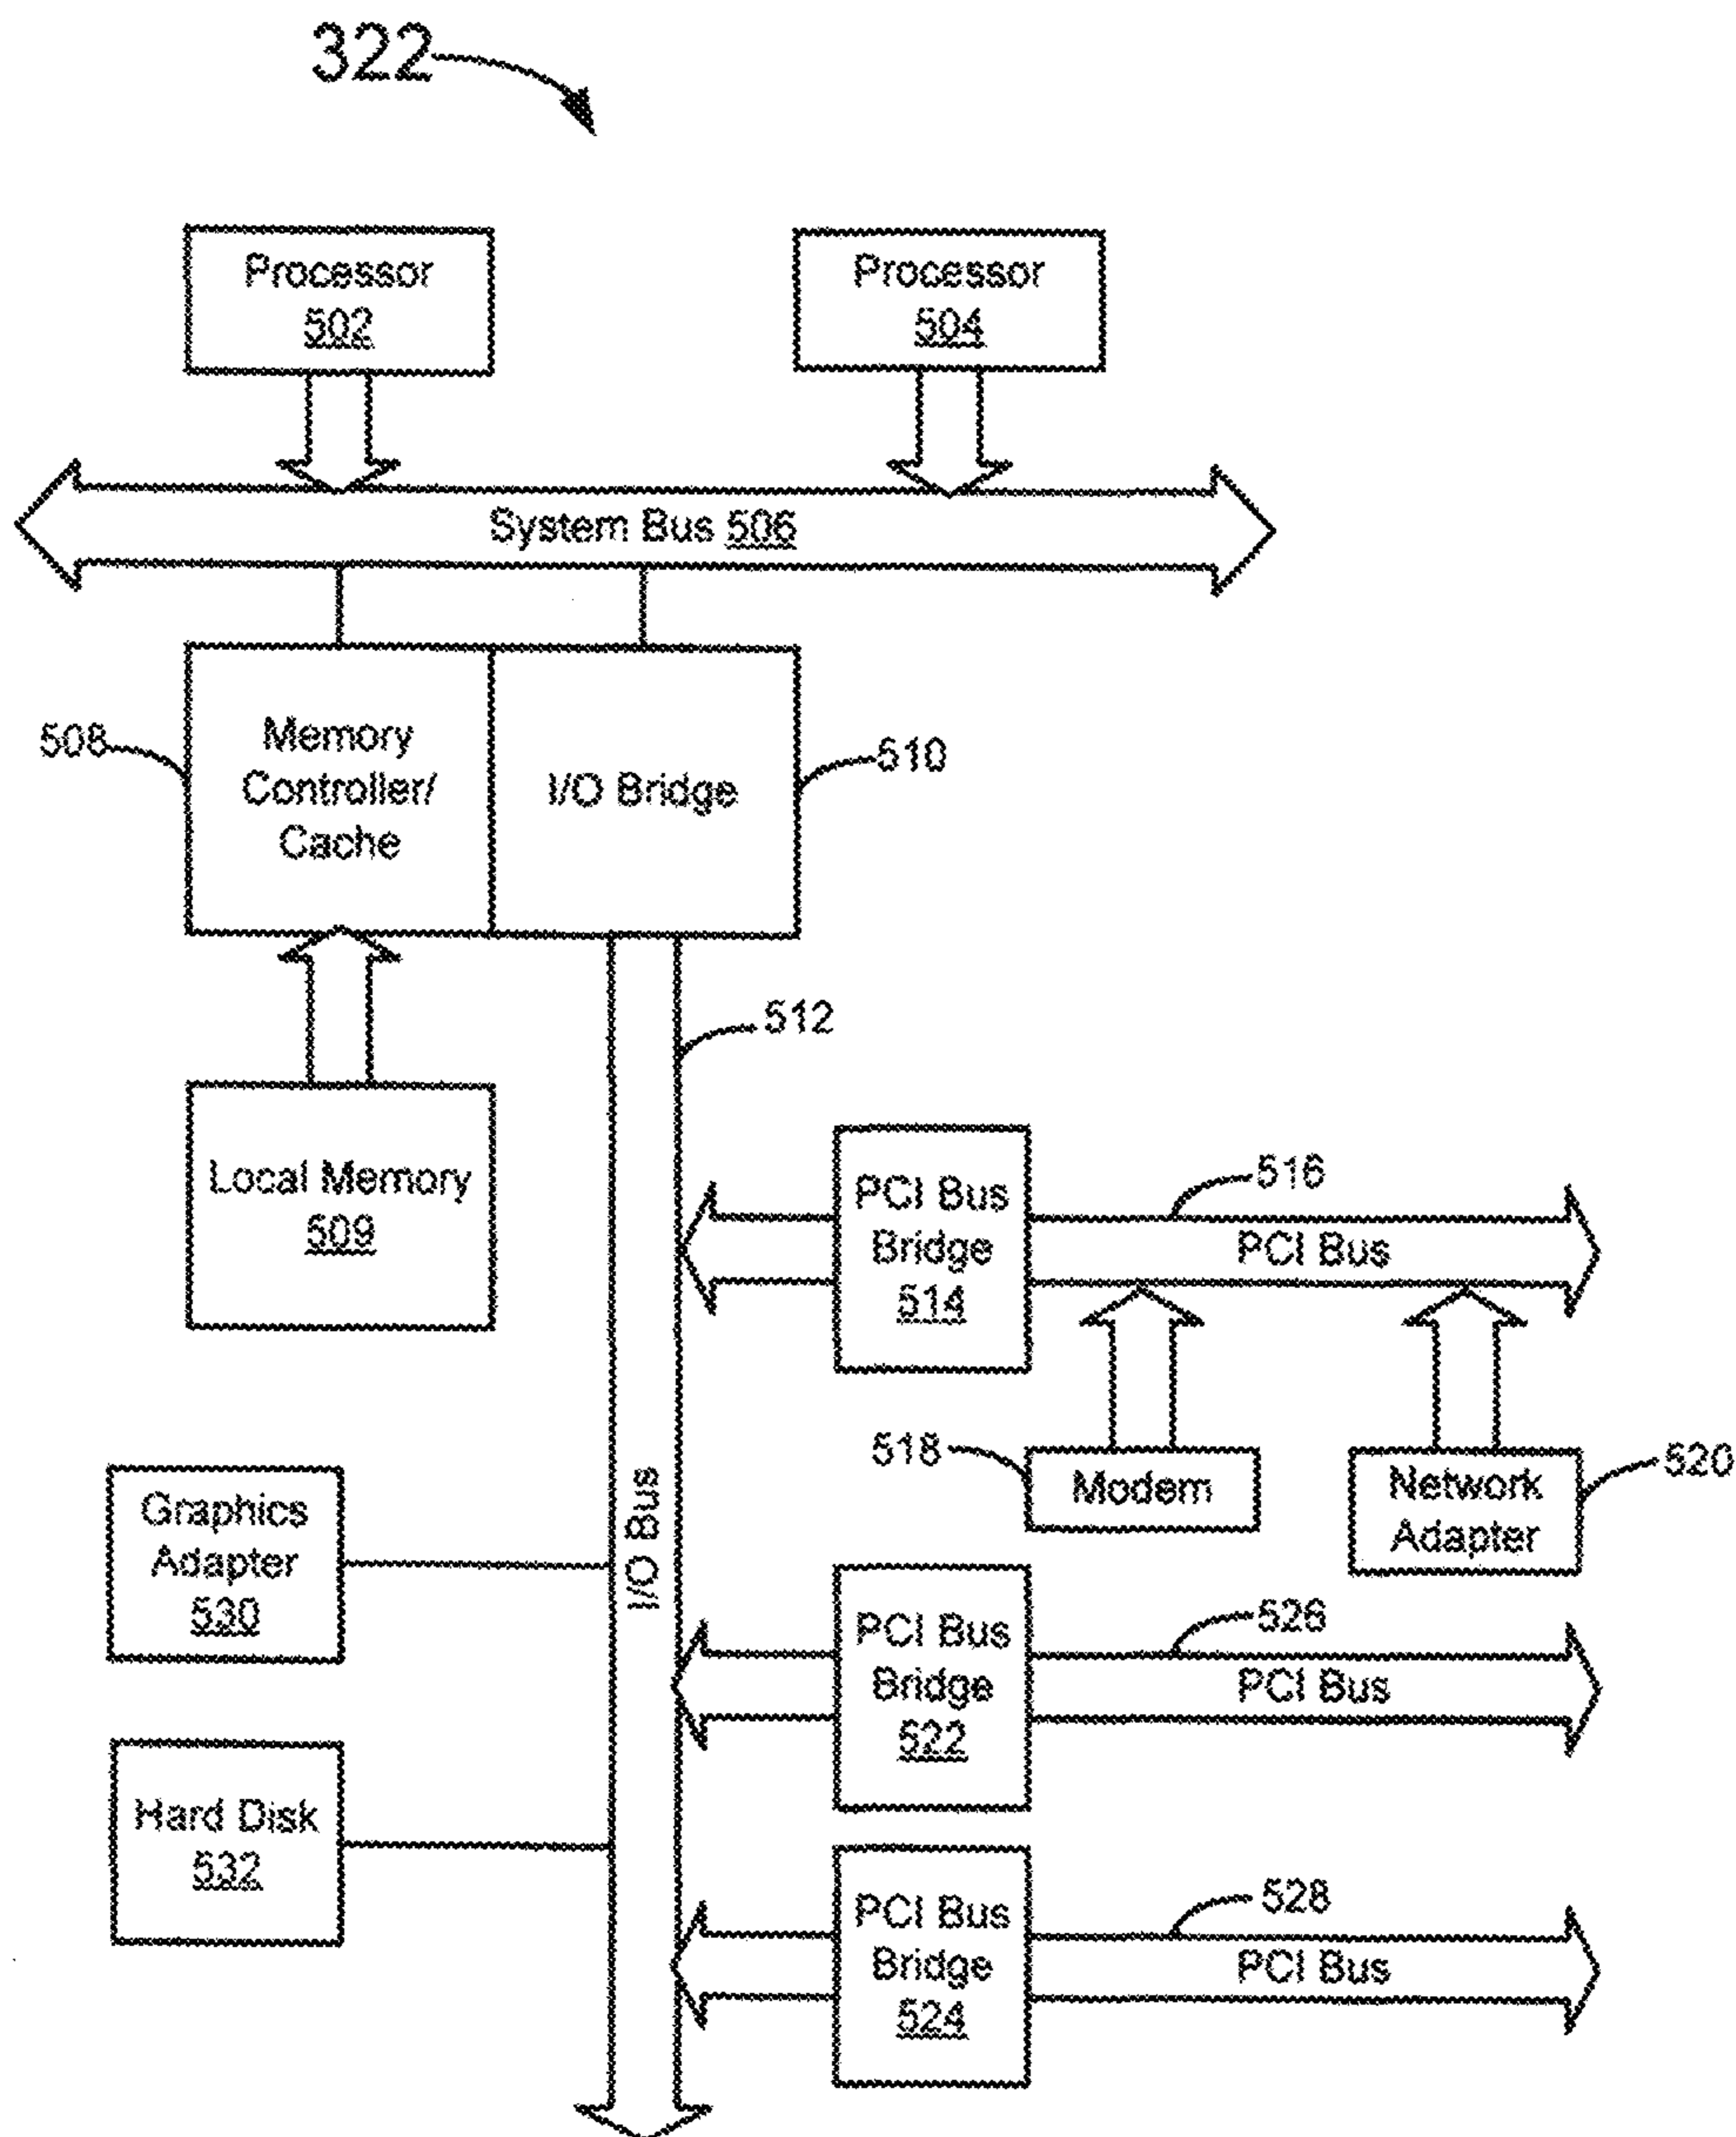 322
Processor
502
Processor
504
System Bus 506
508
Memory
Controller/
Cache
I/O Bridge
510
512
Local Memory
509
PCI Bus
Bridge
514
516
PCI Bus
518
Modem
Network
Adapter
520
Graphics
Adapter
530
I/O Bus
PCI Bus
Bridge
522
526
PCI Bus
Hard Disk
532
PCI Bus
Bridge
524
528
PCI Bus